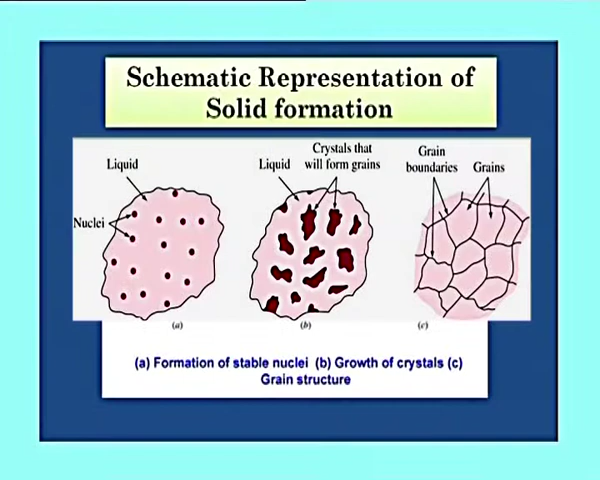 Schematic Representation of
Solid formation
Liquid
Nuclei
(a)
Liquid
Crystals that
will form grains
(b)
Grain
boundaries
Grains
(c)
(a) Formation of stable nuclei (b) Growth of crystals (c)
Grain structure